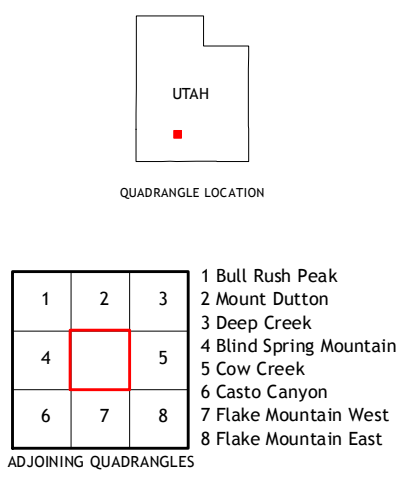 UTAH
QUADRANGLE LOCATION
1 2 3
4 5
6 7 8
ADJOINING QUADRANGLES
1 Bull Rush Peak
2 Mount Dutton
3 Deep Creek
4 Blind Spring Mountain
5 Cow Creek
6 Casto Canyon
7 Flake Mountain West
8 Flake Mountain East